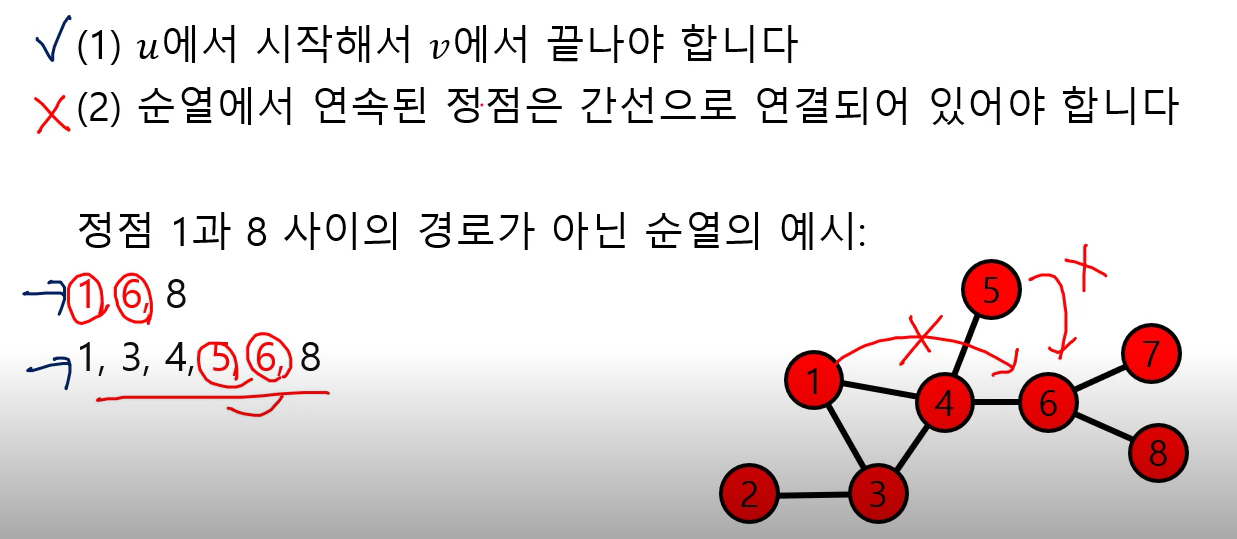 (1) u에서 시작해서 v에서 끝나야 합니다
(2) 순열에서 연속된 정점은 간선으로 연결되어 있어야 합니다
정점 1과 8 사이의 경로가 아닌 순열의 예시:
1, 6, 8
1, 3, 4, 5, 6, 8
5
7
1
4
6
8
2
3